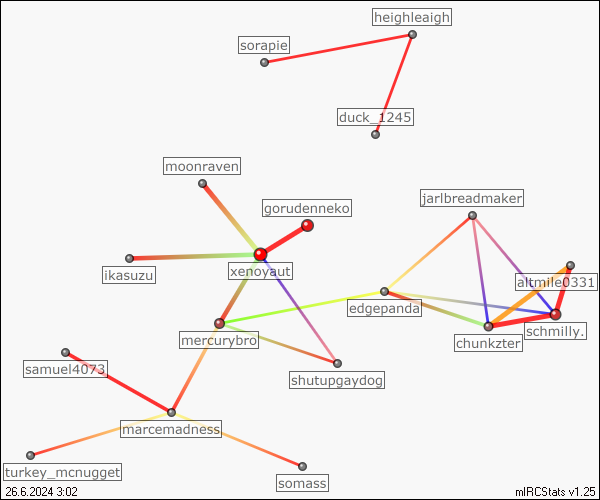 heighleaigh
sorapie
duck_1245
moonraven
jarlbreadmaker
gorudenneko
ikasuzu
xenoyaut
altmile0331
edgepanda
schmilly.
mercurybro
chunkzter
samuel4073
shutupgaydog
marcemadness
turkey_mcnugget
somass
26.6.2024 3:02
mIRCStats v1.25